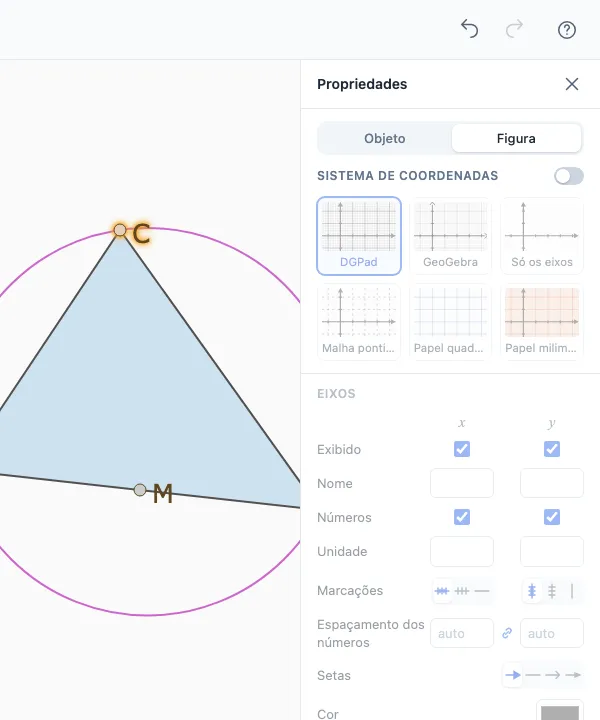 Propriedades
Objeto
Figura
SISTEMA DE COORDENADAS
DGPad
GeoGebra
Só os eixos
Malha ponti...
Papel quad...
Papel milim...
EIXOS
x
y
Exibido
Nome
Números
Unidade
Marcações
Espaçamento dos
números
auto
auto
Setas
Cor
C
M